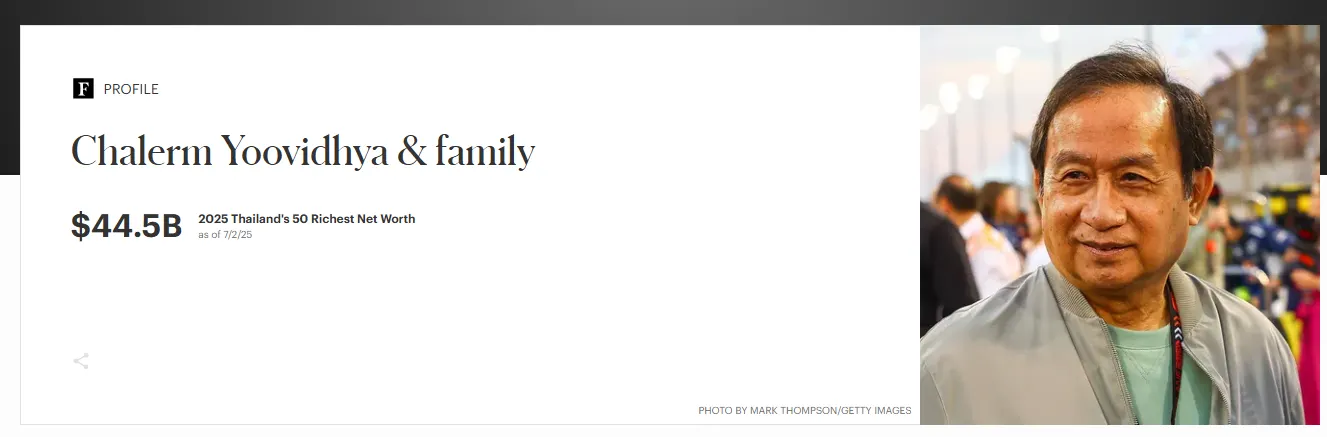 F PROFILE
Chalerm Yoovidhya & family
$44.5B 2025 Thailand's 50 Richest Net Worth
as of 7/2/25
PHOTO BY MARK THOMPSON/GETTY IMAGES